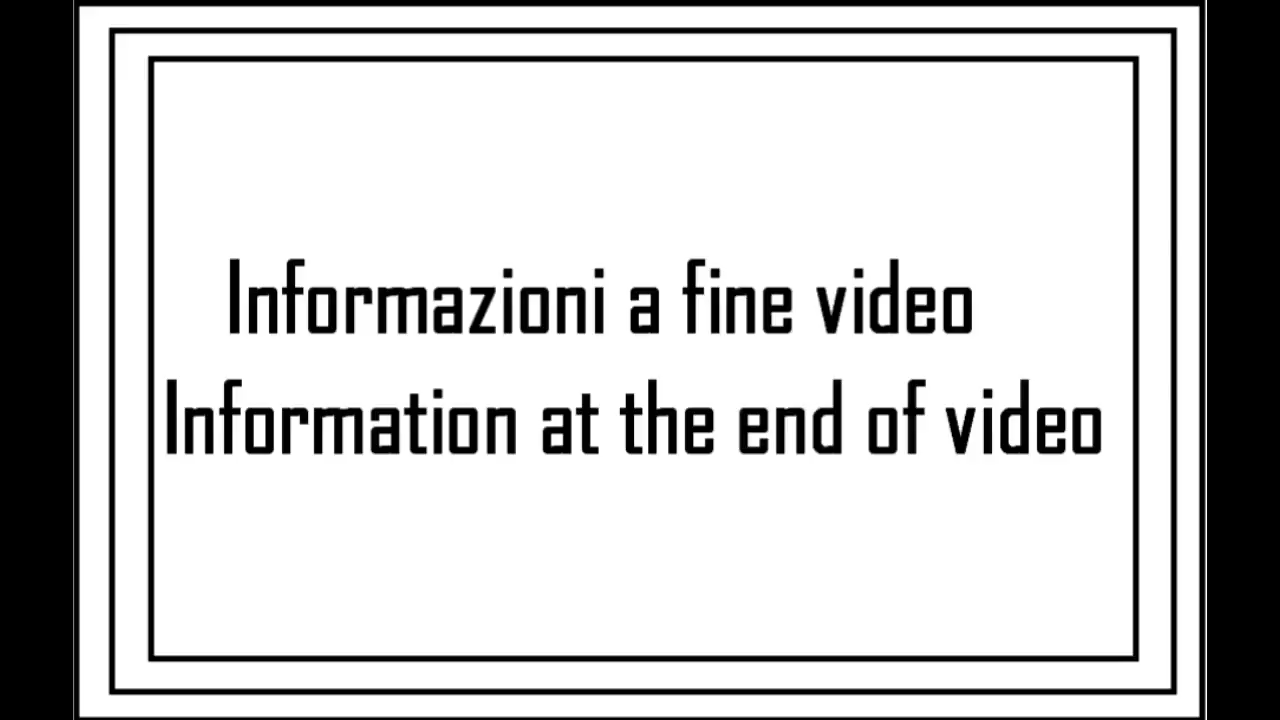 Informazioni a fine video
Information at the end of video